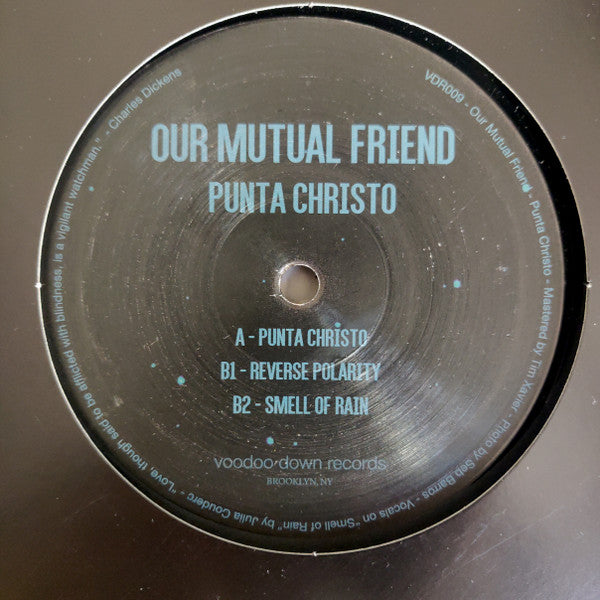 OUR MUTUAL FRIEND
PUNTA CHRISTO
A - PUNTA CHRISTO
B1 - REVERSE POLARITY
B2 - SMELL OF RAIN
voodoo down records
BROOKLYN, NY
VDR009 - Our Mutual Friend - Punta Christo - Mastered by Tim Xavier - Photo by Seb Barros - Vocals on "Smell of Rain" by Julia Couderc - "Love, though said to be afflicted with blindness, is a vigilant watchman." - Charles Dickens